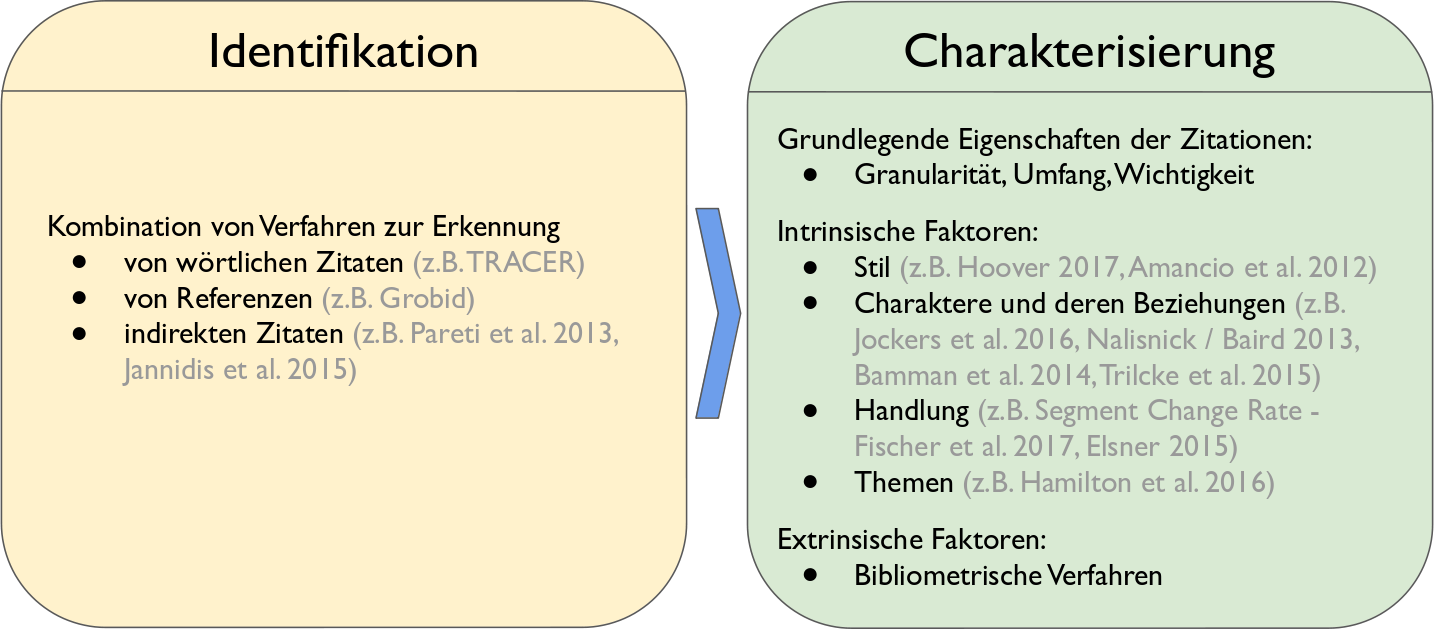 Identifikation
Kombination von Verfahren zur Erkennung
● von wörtlichen Zitaten (z.B. TRACER)
● von Referenzen (z.B. Grobid)
● indirekten Zitaten (z.B. Pareti et al. 2013,
Jannidis et al. 2015)
Charakterisierung
Grundlegende Eigenschaften der Zitationen:
● Granularität, Umfang, Wichtigkeit
Intrinsische Faktoren:
● Stil (z.B. Hoover 2017, Amancio et al. 2012)
● Charaktere und deren Beziehungen (z.B.
Jockers et al. 2016, Nalisnick / Baird 2013,
Bamman et al. 2014, Trilcke et al. 2015)
● Handlung (z.B. Segment Change Rate -
Fischer et al. 2017, Elsner 2015)
● Themen (z.B. Hamilton et al. 2016)
Extrinsische Faktoren:
● Bibliometrische Verfahren